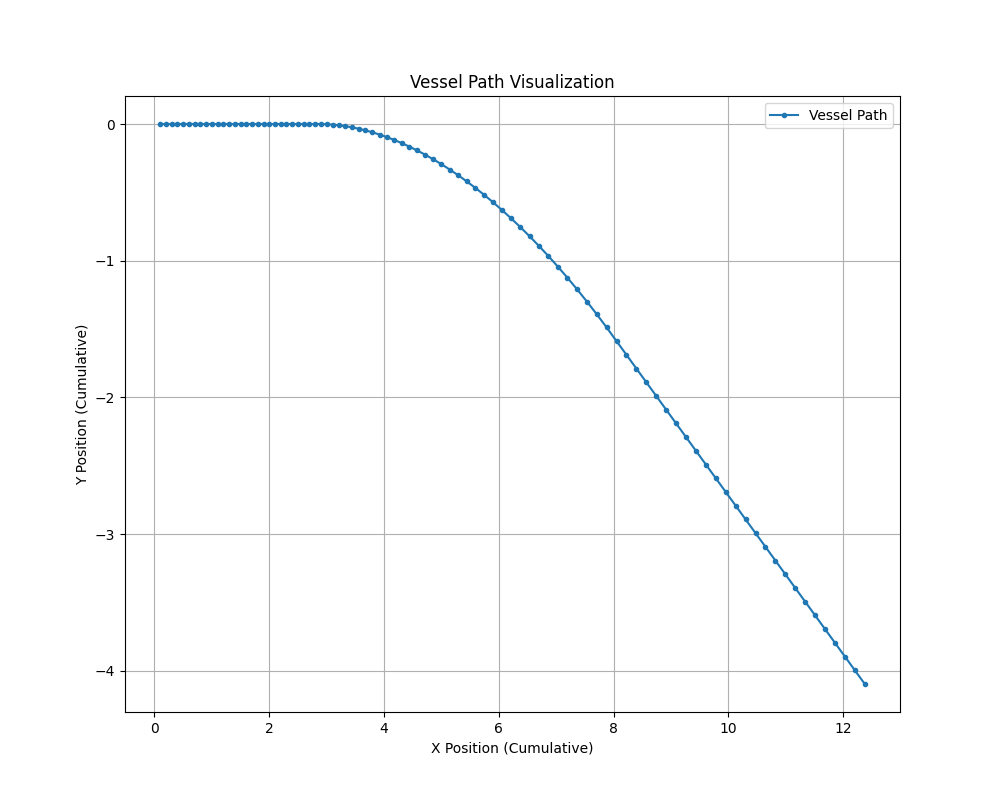 Vessel Path Visualization
Vessel Path
0
−1
−2
−3
−4
Y Position (Cumulative)
0 2 4 6 8 10 12
X Position (Cumulative)